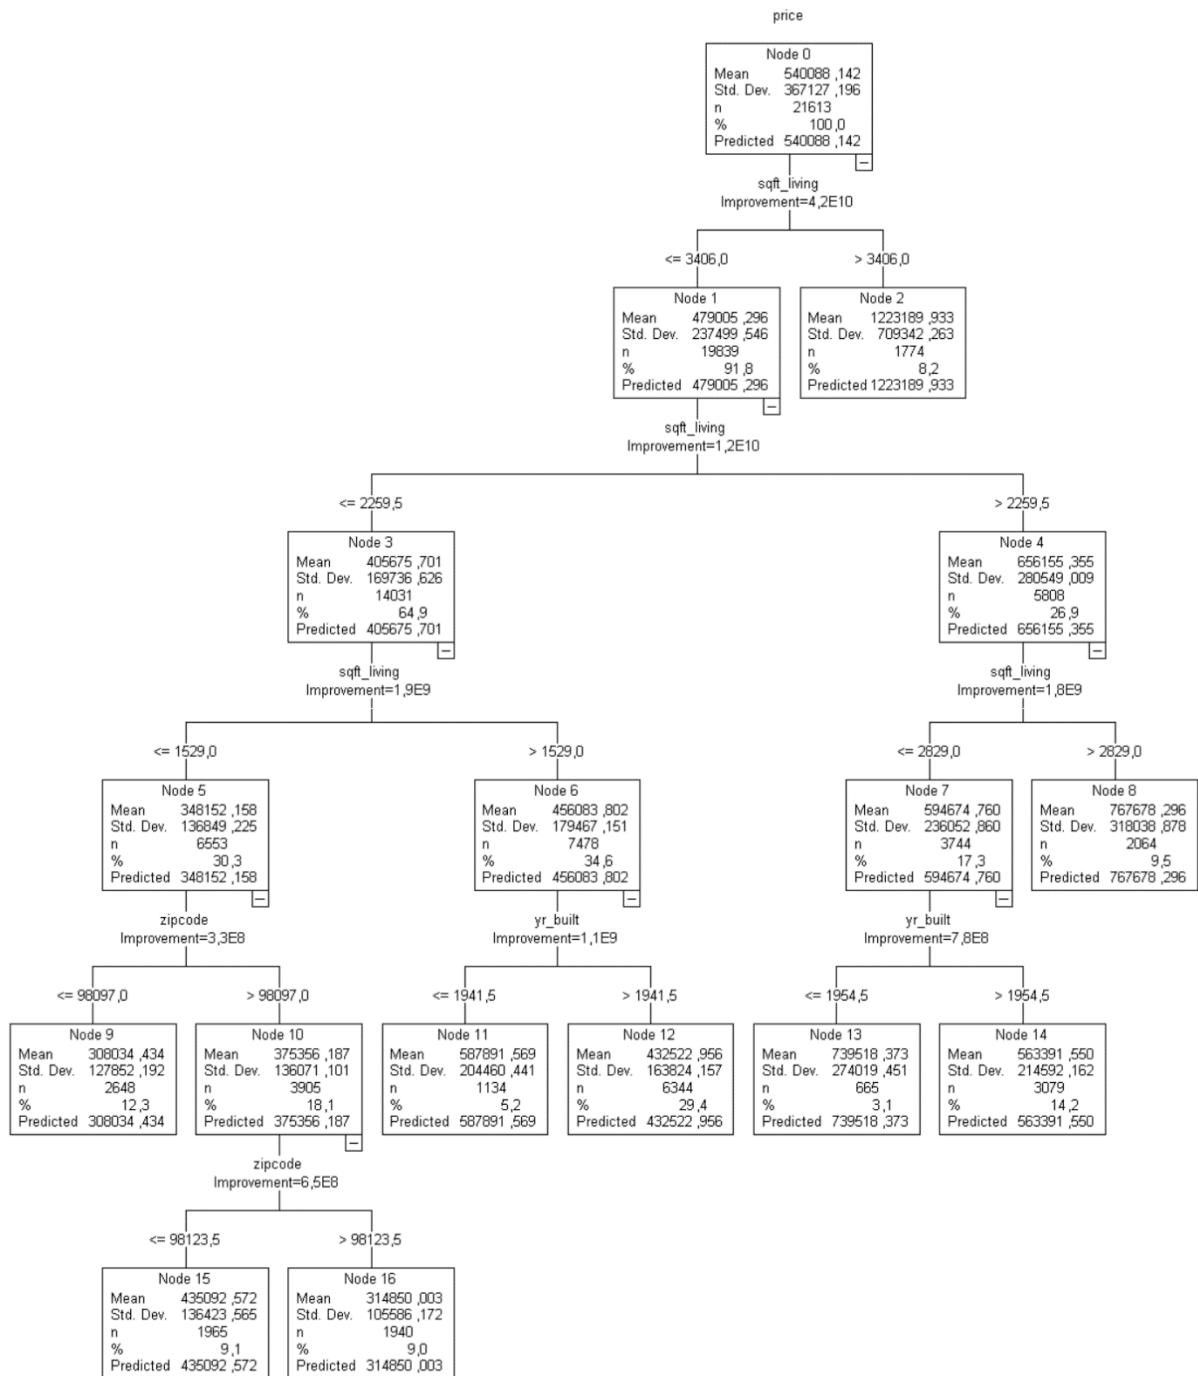 price
Node 0
Mean 540088 ,142
Std. Dev. 367127 ,196
n 21613
% 100 ,0
Predicted 540088 ,142
sqft_living
Improvement=4,2E10
<= 3406,0
> 3406,0
Node 1
Mean 479005 ,296
Std. Dev. 237499 ,546
n 19839
% 91 ,8
Predicted 479005 ,296
Node 2
Mean 1223189 ,933
Std. Dev. 709342 ,263
n 1774
% 8 ,2
Predicted 1223189 ,933
sqft_living
Improvement=1,2E10
<= 2259,5
> 2259,5
Node 3
Mean 405675 ,701
Std. Dev. 169736 ,626
n 14031
% 64 ,9
Predicted 405675 ,701
Node 4
Mean 656155 ,355
Std. Dev. 280549 ,009
n 5808
% 26 ,9
Predicted 656155 ,355
sqft_living
Improvement=1,9E9
sqft_living
Improvement=1,8E9
<= 1529,0
> 1529,0
<= 2829,0
> 2829,0
Node 5
Mean 348152 ,158
Std. Dev. 136849 ,225
n 6553
% 30 ,3
Predicted 348152 ,158
Node 6
Mean 456083 ,802
Std. Dev. 179467 ,151
n 7478
% 34 ,6
Predicted 456083 ,802
Node 7
Mean 594674 ,760
Std. Dev. 236052 ,860
n 3744
% 17 ,3
Predicted 594674 ,760
Node 8
Mean 767678 ,296
Std. Dev. 318038 ,878
n 2064
% 9 ,5
Predicted 767678 ,296
zipcode
Improvement=3,3E8
yr_built
Improvement=1,1E9
yr_built
Improvement=7,8E8
<= 98097,0
> 98097,0
<= 1941,5
> 1941,5
<= 1954,5
> 1954,5
Node 9
Mean 308034 ,434
Std. Dev. 127852 ,192
n 2648
% 12 ,3
Predicted 308034 ,434
Node 10
Mean 375356 ,187
Std. Dev. 136071 ,101
n 3905
% 18 ,1
Predicted 375356 ,187
Node 11
Mean 587891 ,569
Std. Dev. 204460 ,441
n 1134
% 5 ,2
Predicted 587891 ,569
Node 12
Mean 432522 ,956
Std. Dev. 163824 ,157
n 6344
% 29 ,4
Predicted 432522 ,956
Node 13
Mean 739518 ,373
Std. Dev. 274019 ,451
n 665
% 3 ,1
Predicted 739518 ,373
Node 14
Mean 563391 ,550
Std. Dev. 214592 ,162
n 3079
% 14 ,2
Predicted 563391 ,550
zipcode
Improvement=6,5E8
<= 98123,5
> 98123,5
Node 15
Mean 435092 ,572
Std. Dev. 136423 ,565
n 1965
% 9 ,1
Predicted 435092 ,572
Node 16
Mean 314850 ,003
Std. Dev. 105586 ,172
n 1940
% 9 ,0
Predicted 314850 ,003